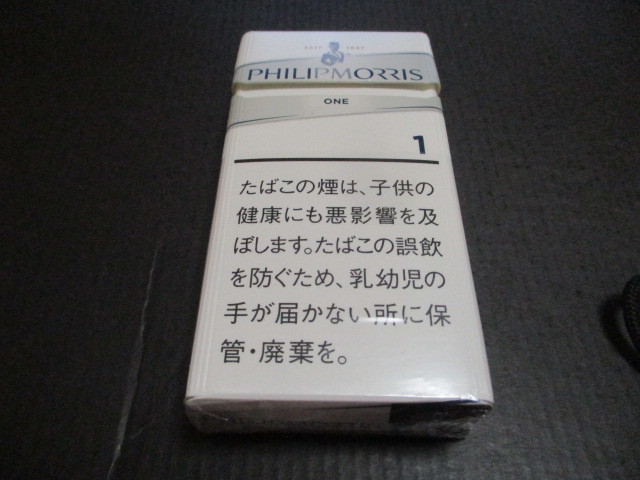 PHILIP MORRIS
ONE
1
たばこの煙は、子供の
健康にも悪影響を及
ぼします。たばこの誤飲
を防ぐため、乳幼児の
手が届かない所に保
管・廃棄を。